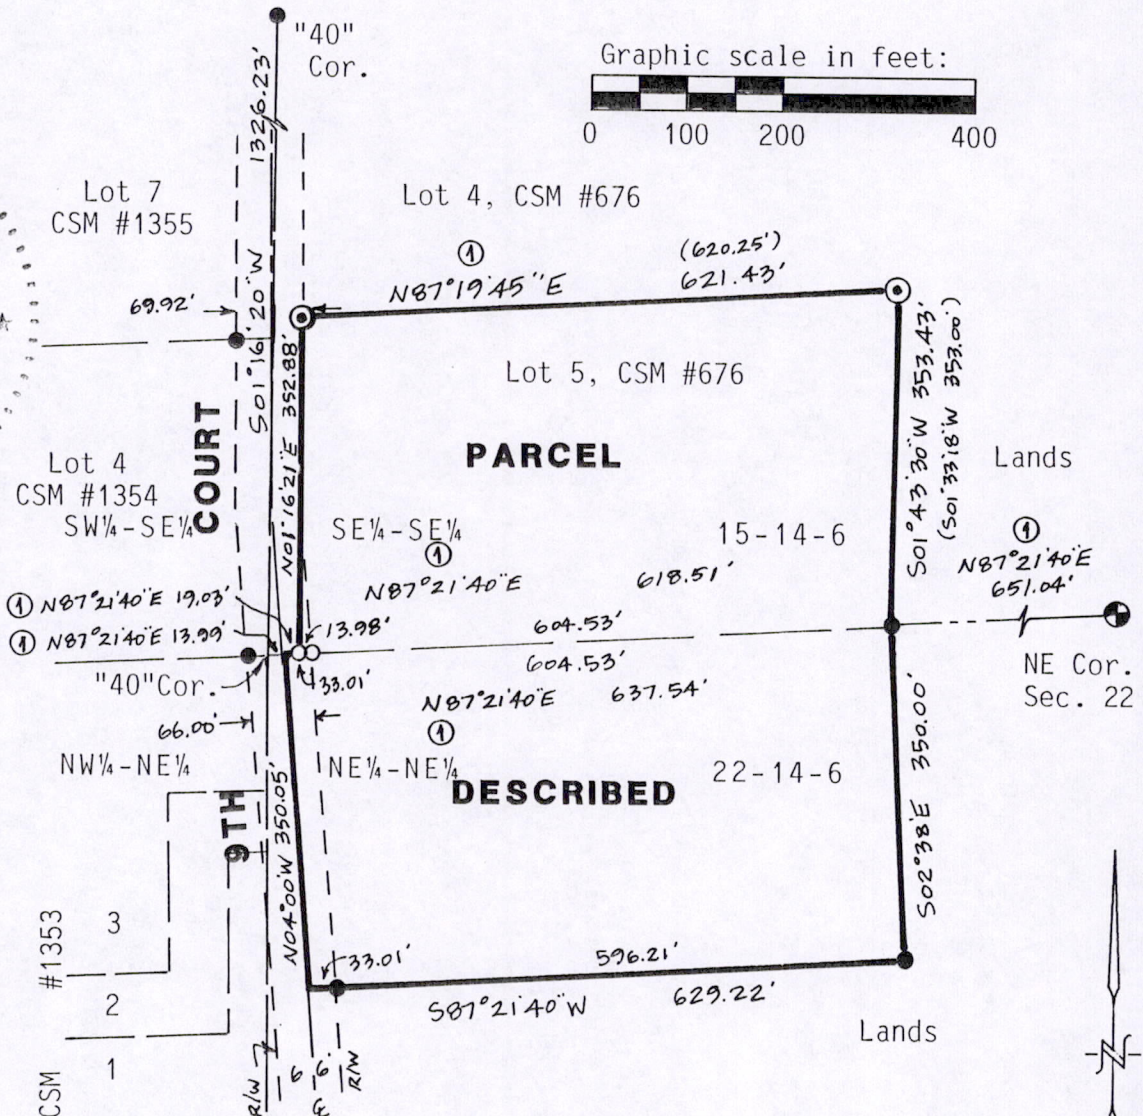 "40"
Cor.
Graphic scale in feet:
0 100 200 400
1326.23'
Lot 7
CSM #1355
Lot 4, CSM #676
① (620.25')
N87°19'45"E 621.43'
69.92'
S01°16'20"W
N01°16'21"E 352.88'
Lot 5, CSM #676
S01°43'30"W 353.43'
(S01°33'18"W 353.00')
COURT
PARCEL
Lands
Lot 4
CSM #1354
SW¼-SE¼
SE¼-SE¼
15-14-6
①
N87°21'40"E 618.51'
①
N87°21'40"E
651.04'
① N87°21'40"E 19.03'
① N87°21'40"E 13.99'
13.98'
604.53'
604.53'
"40"Cor.
33.01'
N87°21'40"E 637.54'
①
NE Cor.
Sec. 22
66.00'
NW¼-NE¼
NE¼-NE¼
22-14-6
DESCRIBED
9TH
N04°00'W 350.05'
S02°38'E 350.00'
CSM #1353
3
2
1
33.01'
596.21'
S87°21'40"W 629.22'
Lands
R/W
6 6'
R/W
N